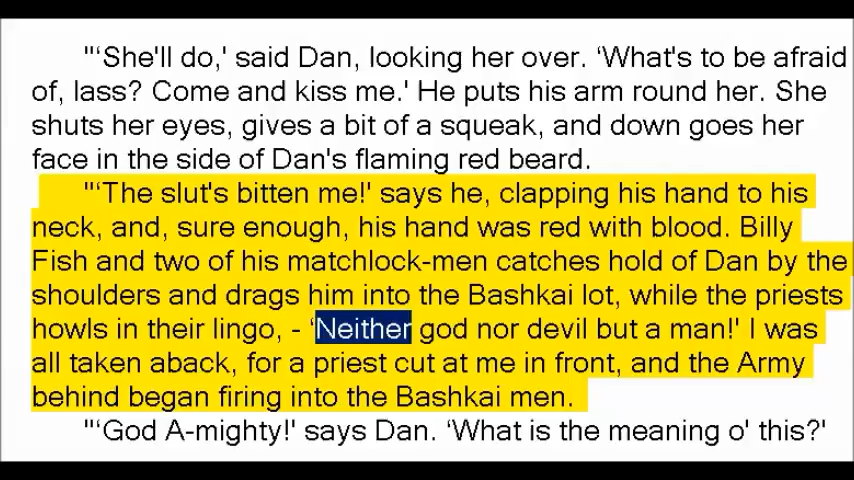 "‘She'll do,' said Dan, looking her over. ‘What's to be afraid
of, lass? Come and kiss me.' He puts his arm round her. She
shuts her eyes, gives a bit of a squeak, and down goes her
face in the side of Dan's flaming red beard.
"‘The slut's bitten me!' says he, clapping his hand to his
neck, and, sure enough, his hand was red with blood. Billy
Fish and two of his matchlock-men catches hold of Dan by the
shoulders and drags him into the Bashkai lot, while the priests
howls in their lingo, - ‘Neither god nor devil but a man!' I was
all taken aback, for a priest cut at me in front, and the Army
behind began firing into the Bashkai men.
"‘God A-mighty!' says Dan. ‘What is the meaning o' this?'